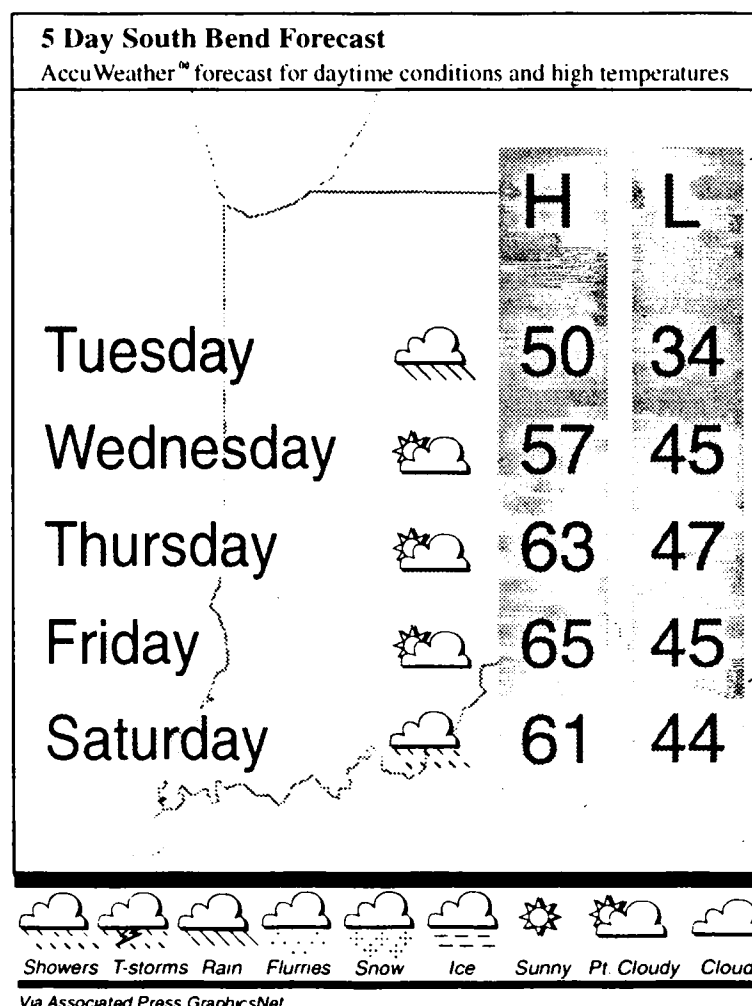 5 Day South Bend Forecast
AccuWeather™ forecast for daytime conditions and high temperatures
H L
Tuesday 50 34
Wednesday 57 45
Thursday 63 47
Friday 65 45
Saturday 61 44
Showers T-storms Rain Flurries Snow Ice Sunny Pt. Cloudy Cloud
Via Associated Press GraphicsNet